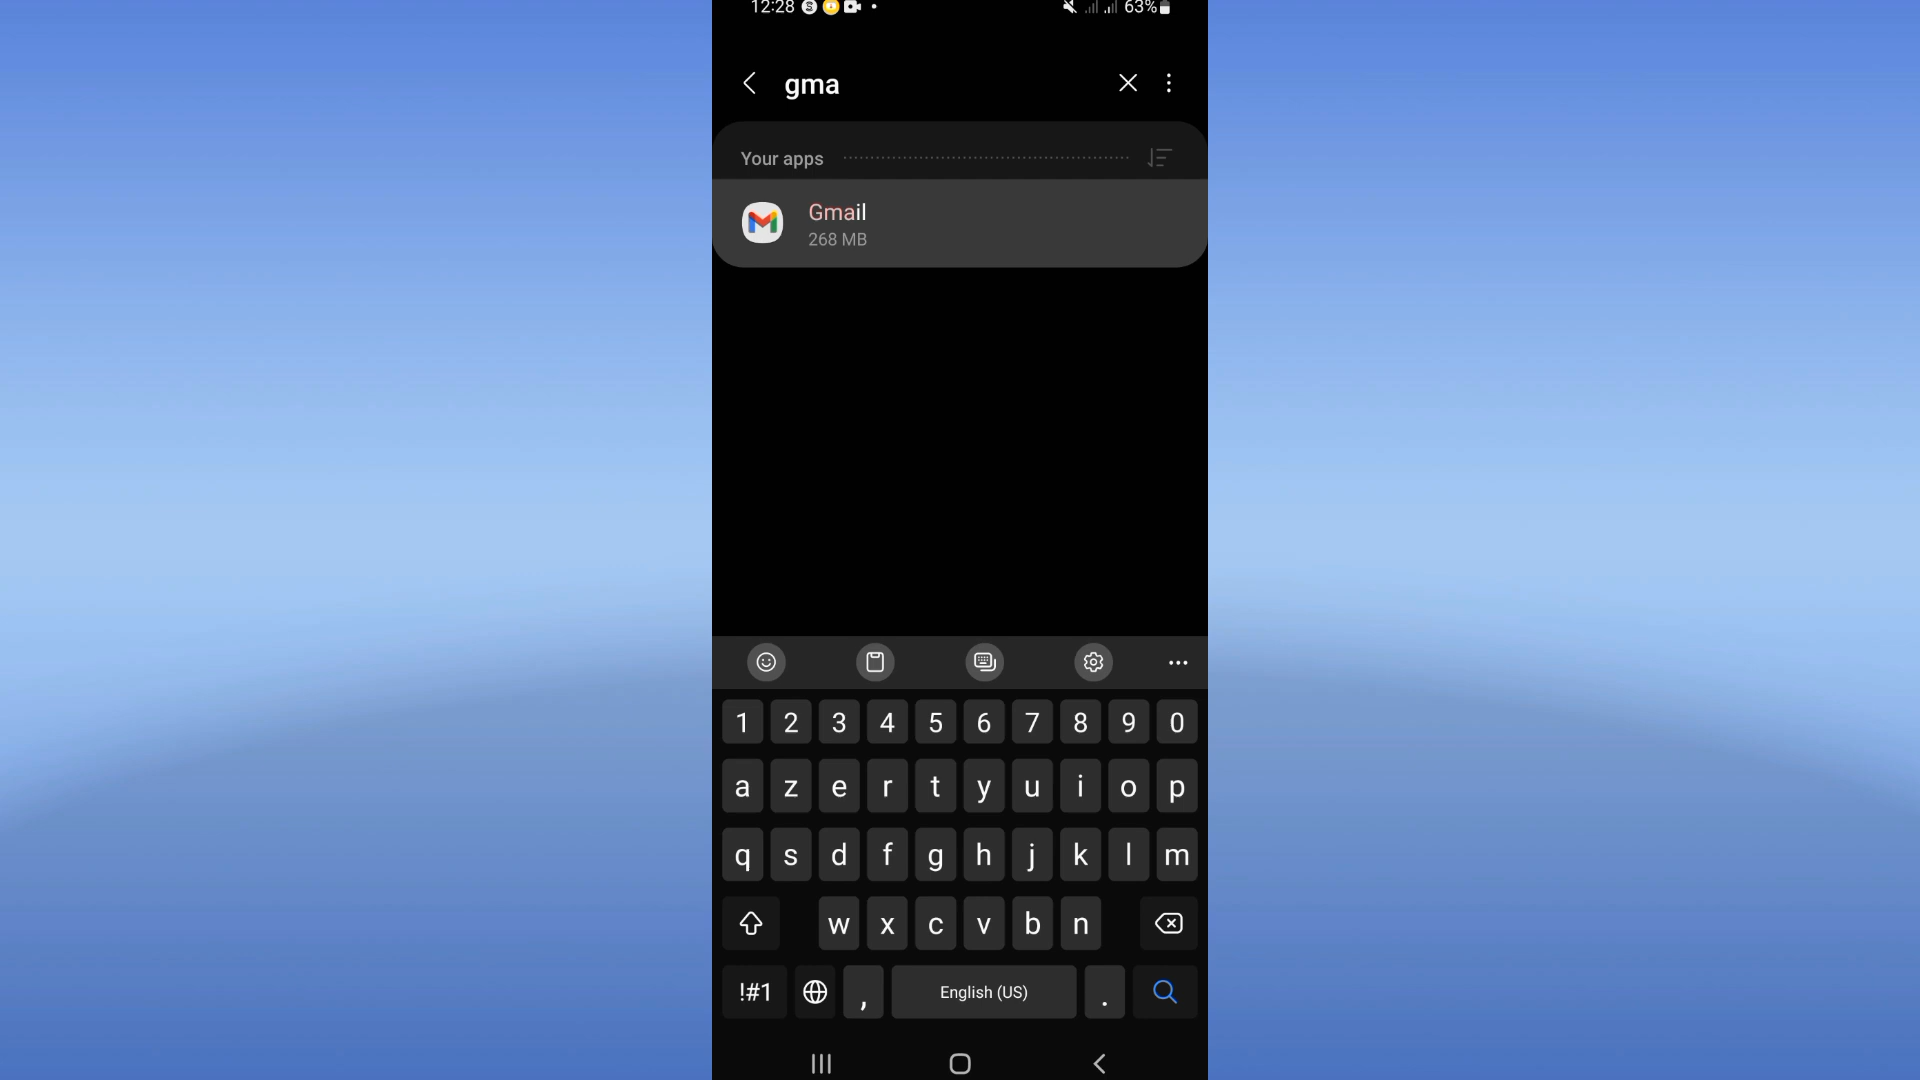 12:28 63%
gma
Your apps
Gmail
268 MB
1 2 3 4 5 6 7 8 9 0
a z e r t y u i o p
q s d f g h j k l m
w x c v b n
!#1 , English (US) .